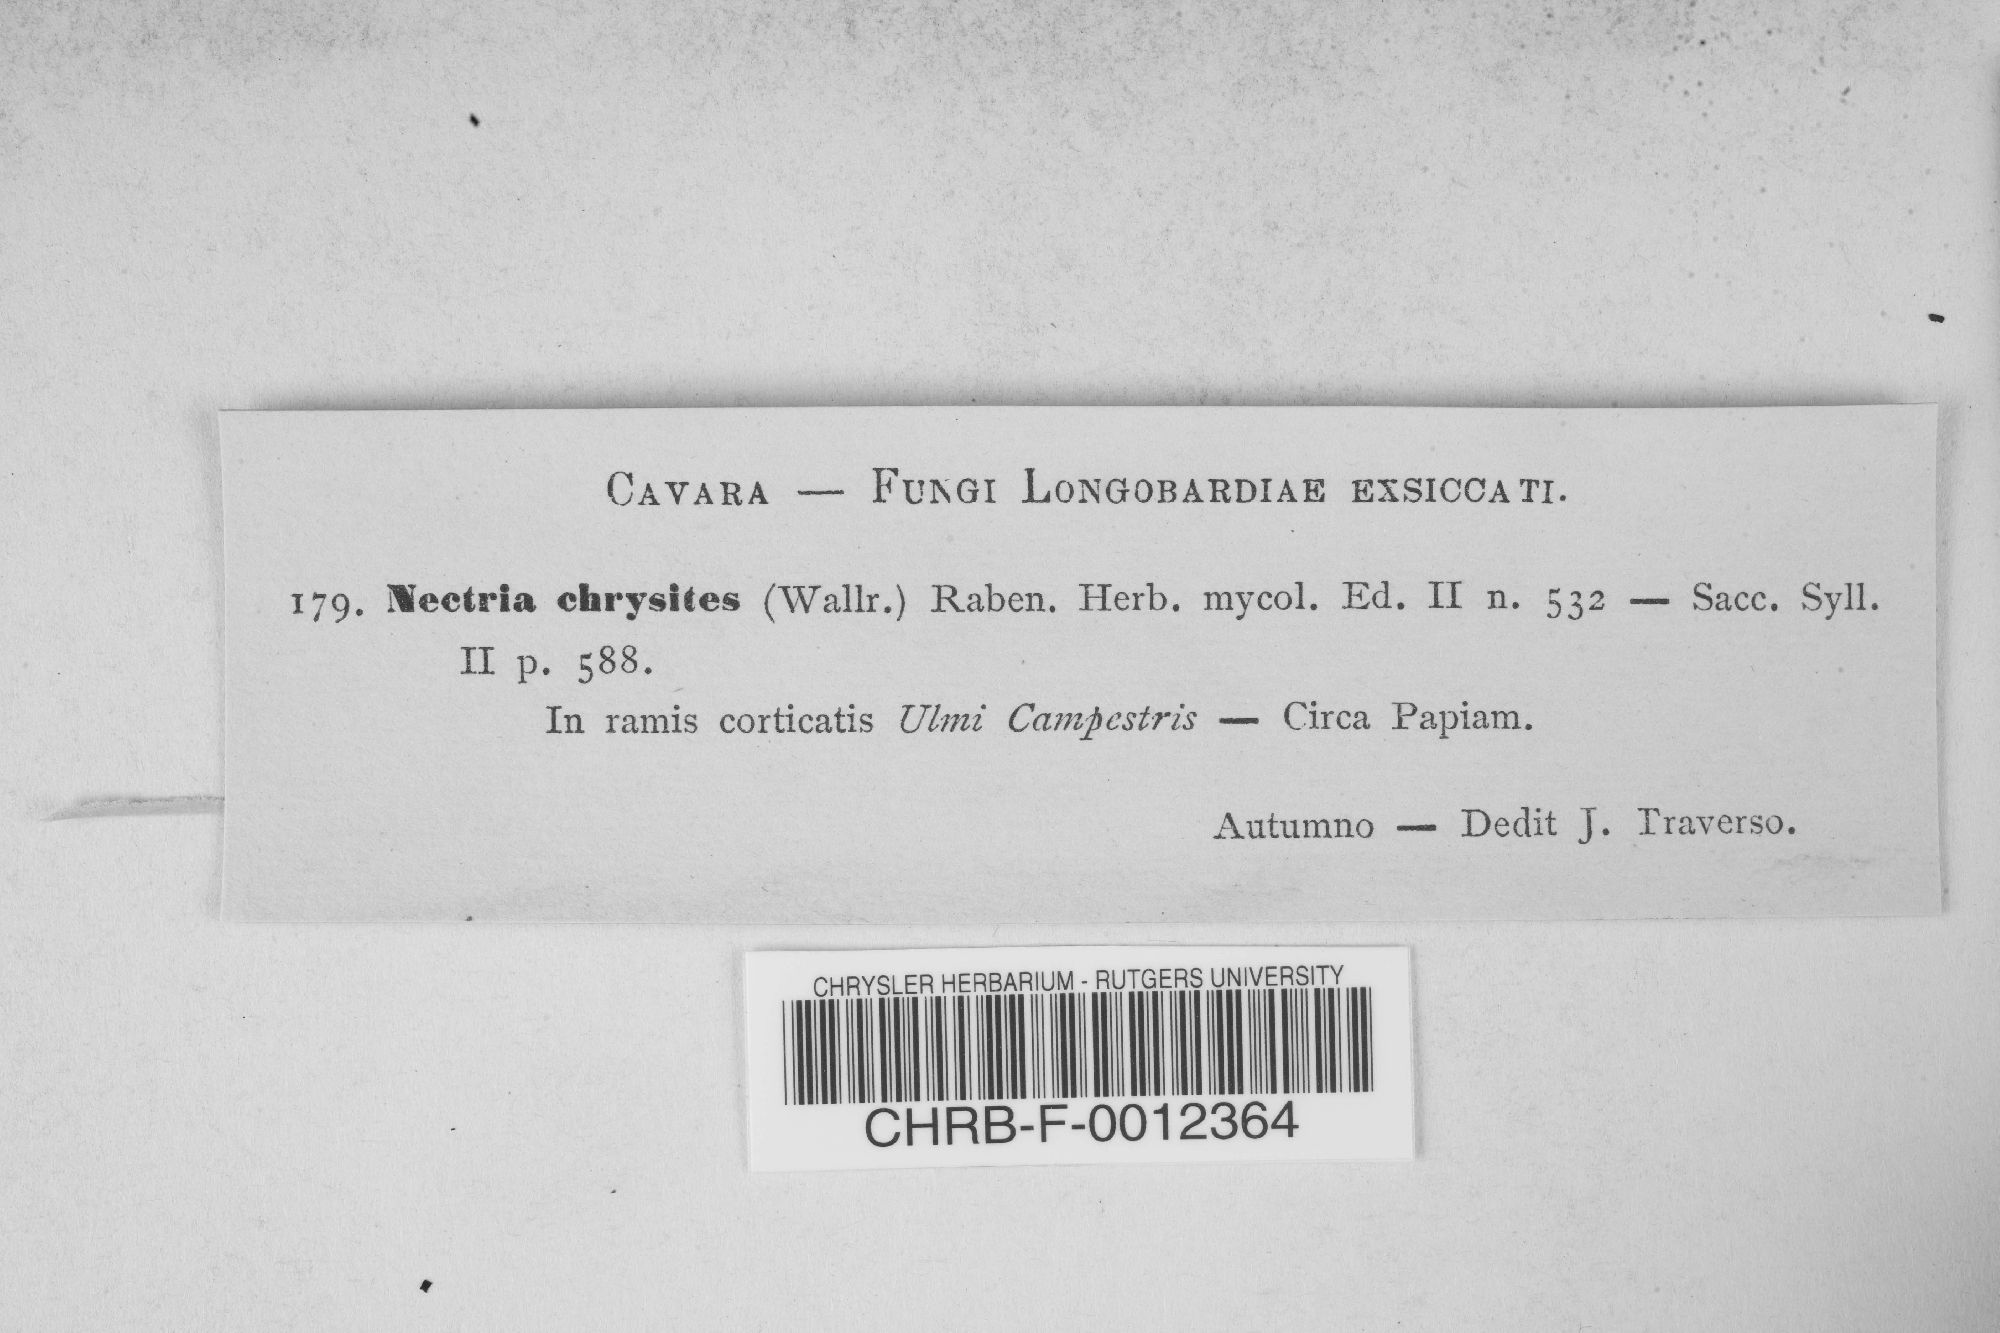 CAVARA — FUNGI LONGOBARDIAE EXSICCATI.
179. Nectria chrysites (Wallr.) Raben. Herb. mycol. Ed. II n. 532 — Sacc. Syll.
II p. 588.
In ramis corticatis Ulmi Campestris — Circa Papiam.
Autumno — Dedit J. Traverso.
CHRYSLER HERBARIUM - RUTGERS UNIVERSITY
CHRB-F-0012364